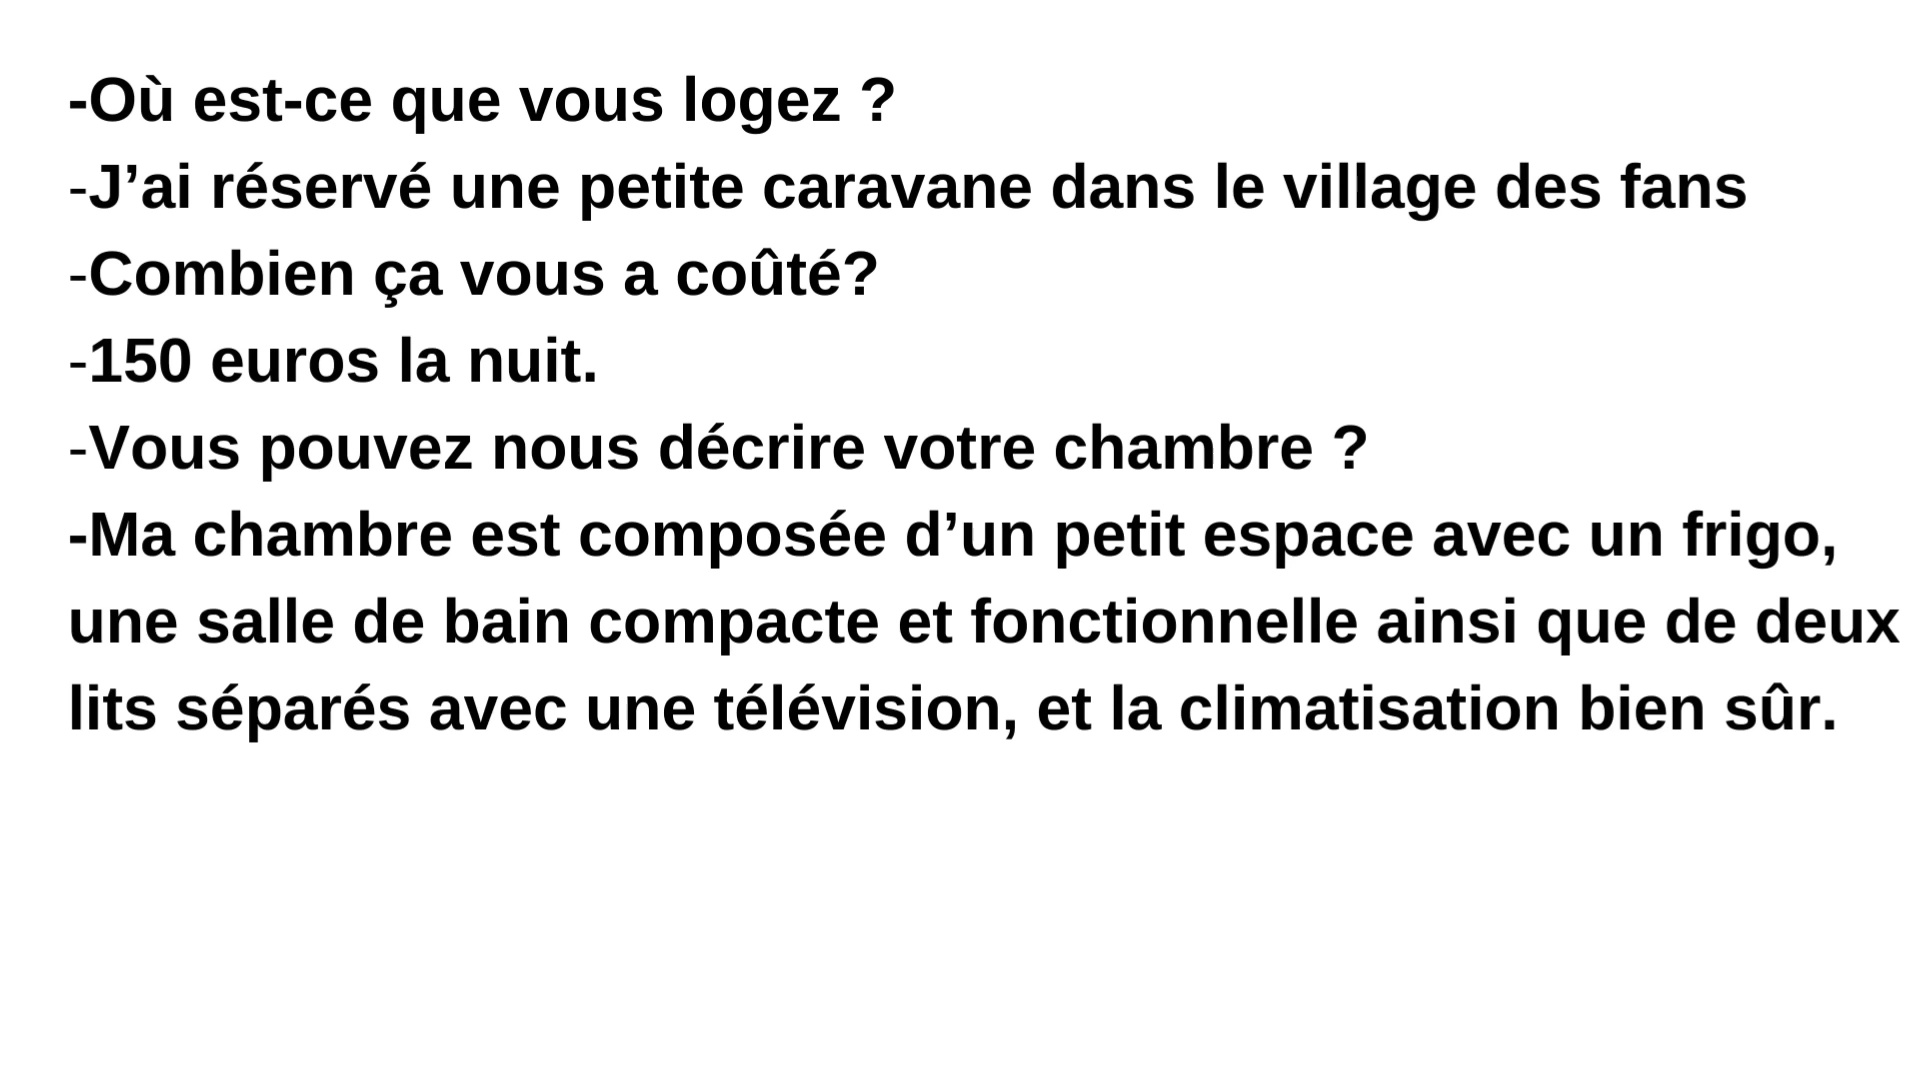 -Où est-ce que vous logez ?
-J’ai réservé une petite caravane dans le village des fans
-Combien ça vous a coûté?
-150 euros la nuit.
-Vous pouvez nous décrire votre chambre ?
-Ma chambre est composée d’un petit espace avec un frigo,
une salle de bain compacte et fonctionnelle ainsi que de deux
lits séparés avec une télévision, et la climatisation bien sûr.